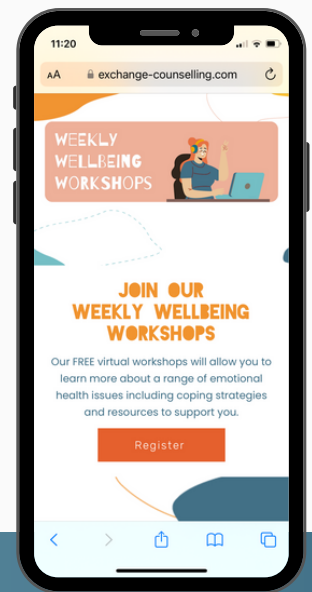 11:20
AA exchange-counselling.com
WEEKLY
WELLBEING
WORKSHOPS
JOIN OUR
WEEKLY WELLBEING
WORKSHOPS
Our FREE virtual workshops will allow you to
learn more about a range of emotional
health issues including coping strategies
and resources to support you.
Register